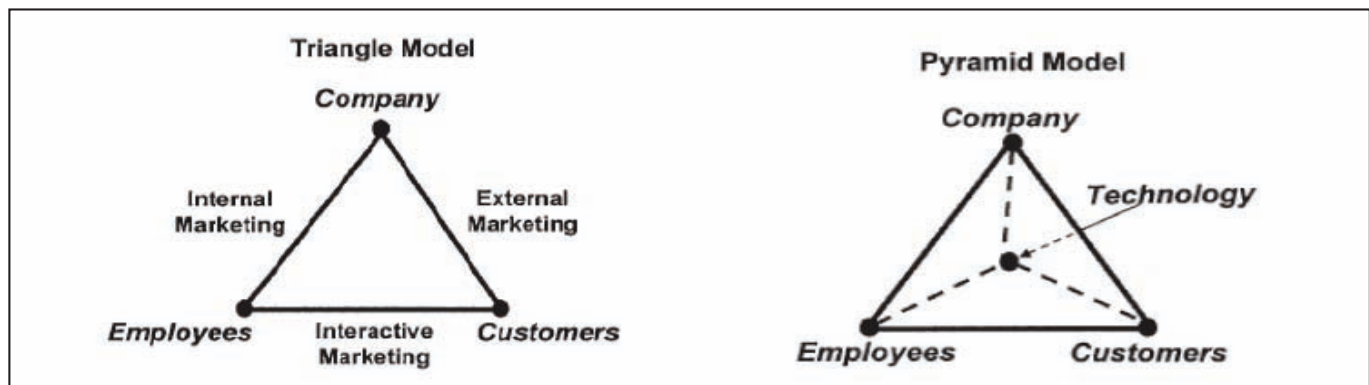 Triangle Model
Company
Internal
Marketing
External
Marketing
Employees
Interactive
Marketing
Customers
Pyramid Model
Company
Technology
Employees
Customers